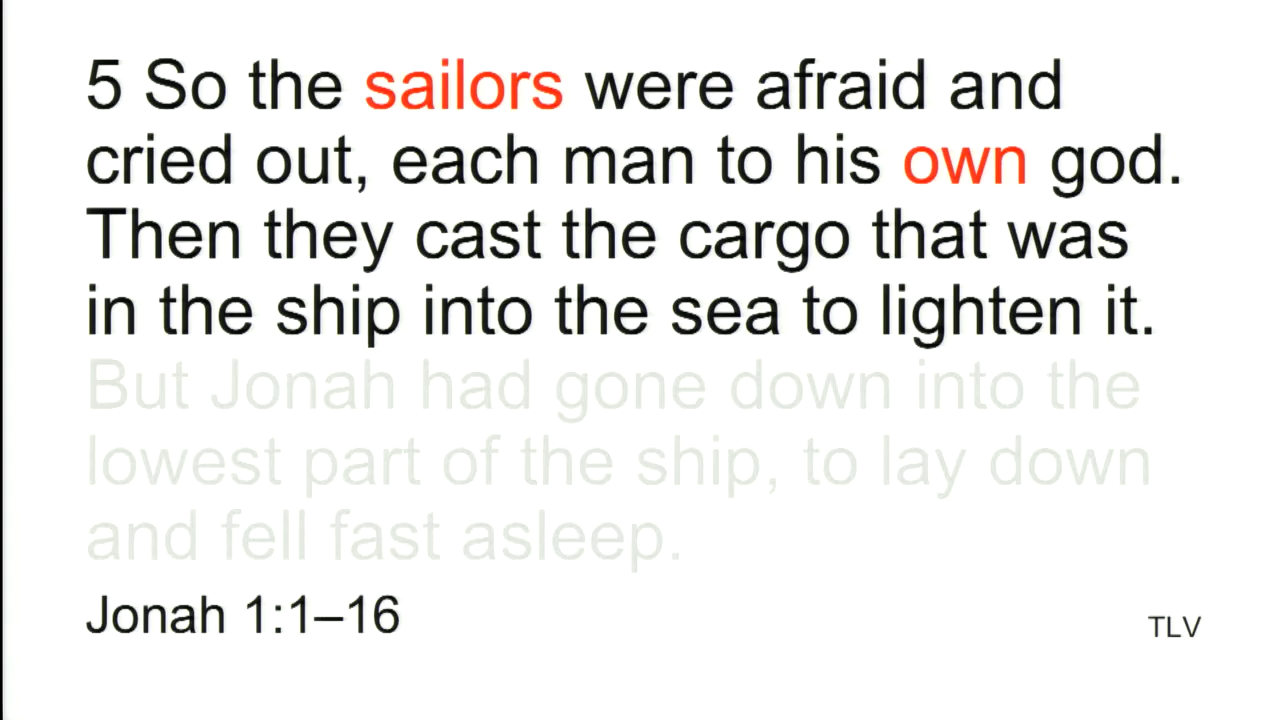 5 So the sailors were afraid and
cried out, each man to his own god.
Then they cast the cargo that was
in the ship into the sea to lighten it.
But Jonah had gone down into the
lowest part of the ship, to lay down
and fell fast asleep.
Jonah 1:1–16
TLV